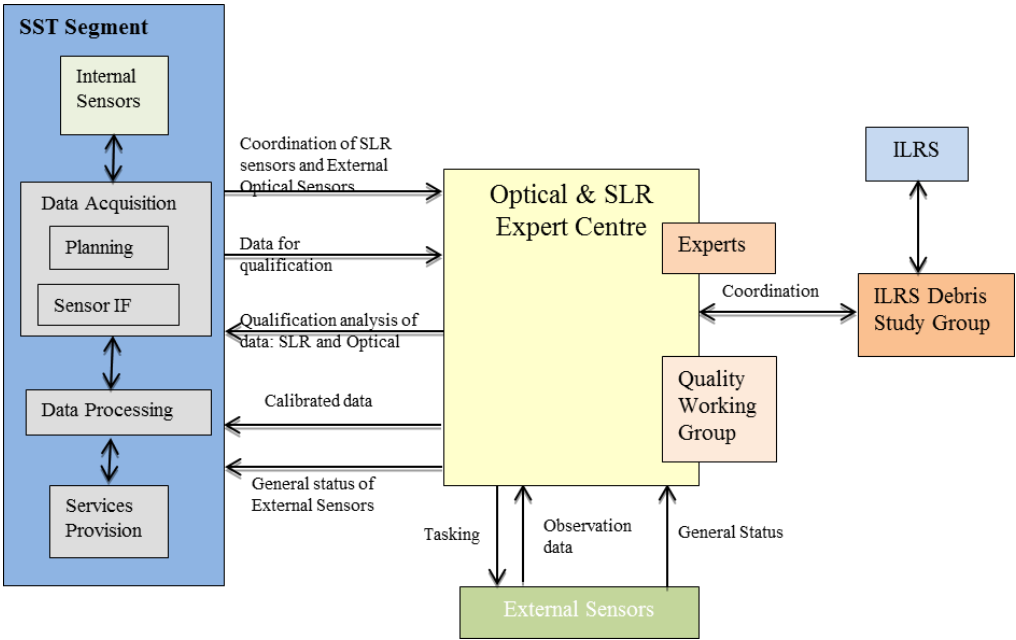 SST Segment
Internal
Sensors
Data Acquisition
Planning
Sensor IF
Data Processing
Services
Provision
Coordination of SLR
sensors and External
Optical Sensors
Data for
qualification
Qualification analysis of
data: SLR and Optical
Calibrated data
General status of
External Sensors
Optical & SLR
Expert Centre
Experts
Quality
Working
Group
Coordination
ILRS
ILRS Debris
Study Group
Tasking
Observation
data
General Status
External Sensors